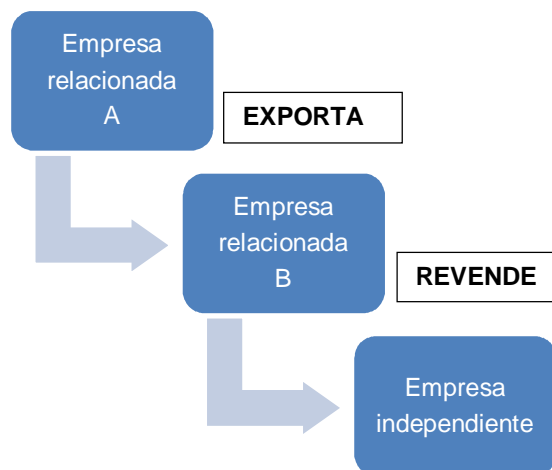 Empresa
relacionada
A
EXPORTA
Empresa
relacionada
B
REVENDE
Empresa
independiente